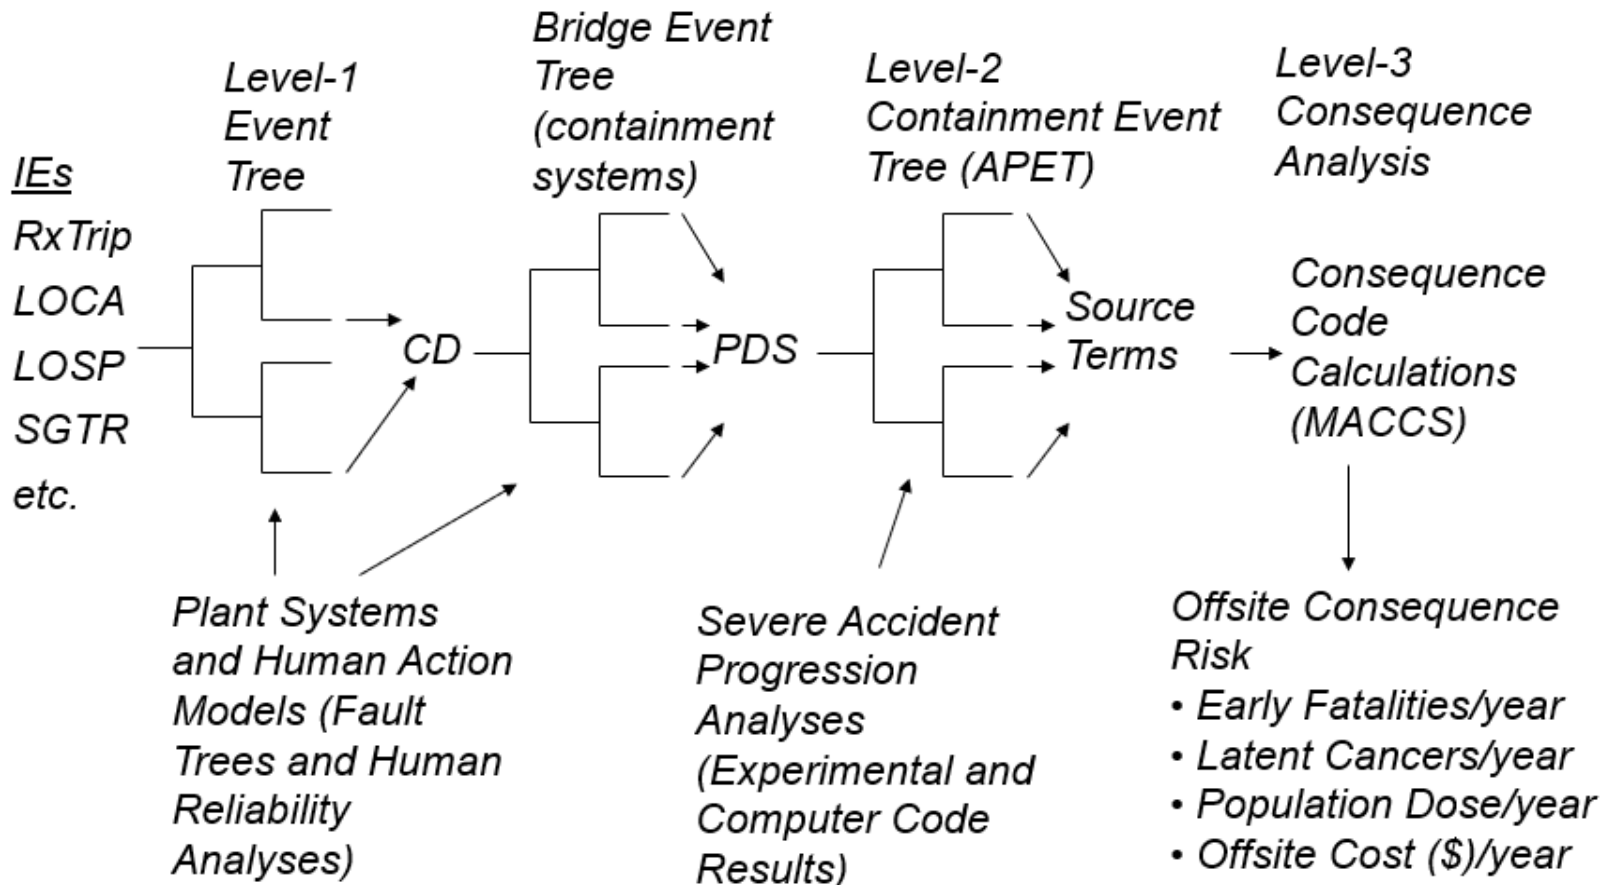 IEs
RxTrip
LOCA
LOSP
SGTR
etc.
Level-1
Event
Tree
CD
Bridge Event
Tree
(containment
systems)
PDS
Level-2
Containment Event
Tree (APET)
Source
Terms
Level-3
Consequence
Analysis
Consequence
Code
Calculations
(MACCS)
Plant Systems
and Human Action
Models (Fault
Trees and Human
Reliability
Analyses)
Severe Accident
Progression
Analyses
(Experimental and
Computer Code
Results)
Offsite Consequence
Risk
• Early Fatalities/year
• Latent Cancers/year
• Population Dose/year
• Offsite Cost ($)/year